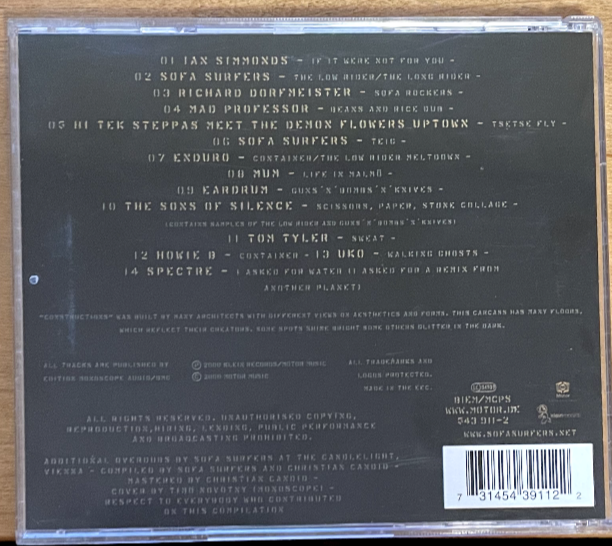 01 IAN SIMMONDS - IF IT WERE NOT FOR YOU -
02 SOFA SURFERS - THE LOW RIDER/THE LONG RIDER -
03 RICHARD DORFMEISTER - SOFA ROCKERS -
04 MAD PROFESSOR - BEANS AND RICE DUB -
05 HI TEK STEPPAS MEET THE DEMON FLOWERS UPTOWN - TSETSE FLY -
06 SOFA SURFERS - TEIG -
07 ENDURO - CONTAINER/THE LOW RIDER MELTDOWN -
08 MUM - LIFE IN MALMÖ -
09 EARDRUM - GUNS'N'BOMBS'N'KNIVES -
10 THE SONS OF SILENCE - SCISSORS, PAPER, STONE COLLAGE -
(CONTAINS SAMPLES OF THE LOW RIDER AND GUNS'N'BOMBS'N'KNIVES)
11 TOM TYLER - SWEAT -
12 HOWIE B - CONTAINER - 13 UKO - WALKING GHOSTS -
14 SPECTRE - I ASKED FOR WATER (I ASKED FOR A REMIX FROM
ANOTHER PLANET)
"CONSTRUCTIONS" WAS BUILT BY MANY ARCHITECTS WITH DIFFERENT VIEWS ON AESTHETICS AND FORMS. THIS CARCASS HAS MANY FLOORS,
WHICH REFLECT THEIR CREATORS. SOME SPOTS SHINE BRIGHT SOME OTHERS GLITTER IN THE DARK.
ALL TRACKS ARE PUBLISHED BY
EDITION MONOSCOPE AUDIO/UMG
Ⓟ 2000 KLEIN RECORDS/MOTOR MUSIC
© 2000 MOTOR MUSIC
ALL TRADEMARKS AND
LOGOS PROTECTED.
MADE IN THE EEC.
BIEM/MCPS
WWW.MOTOR.DE
543 911-2
WWW.SOFASURFERS.NET
ALL RIGHTS RESERVED. UNAUTHORISED COPYING,
REPRODUCTION,HIRING, LENDING, PUBLIC PERFORMANCE
AND BROADCASTING PROHIBITED.
ADDITIONAL OVERDUBS BY SOFA SURFERS AT THE CANDLELIGHT,
VIENNA - COMPILED BY SOFA SURFERS AND CHRISTIAN CANDID -
MASTERED BY CHRISTIAN CANDID -
COVER BY TIMO NOVOTNY (MONOSCOPE) -
RESPECT TO EVERYBODY WHO CONTRIBUTED
ON THIS COMPILATION
7 31454 39112 2